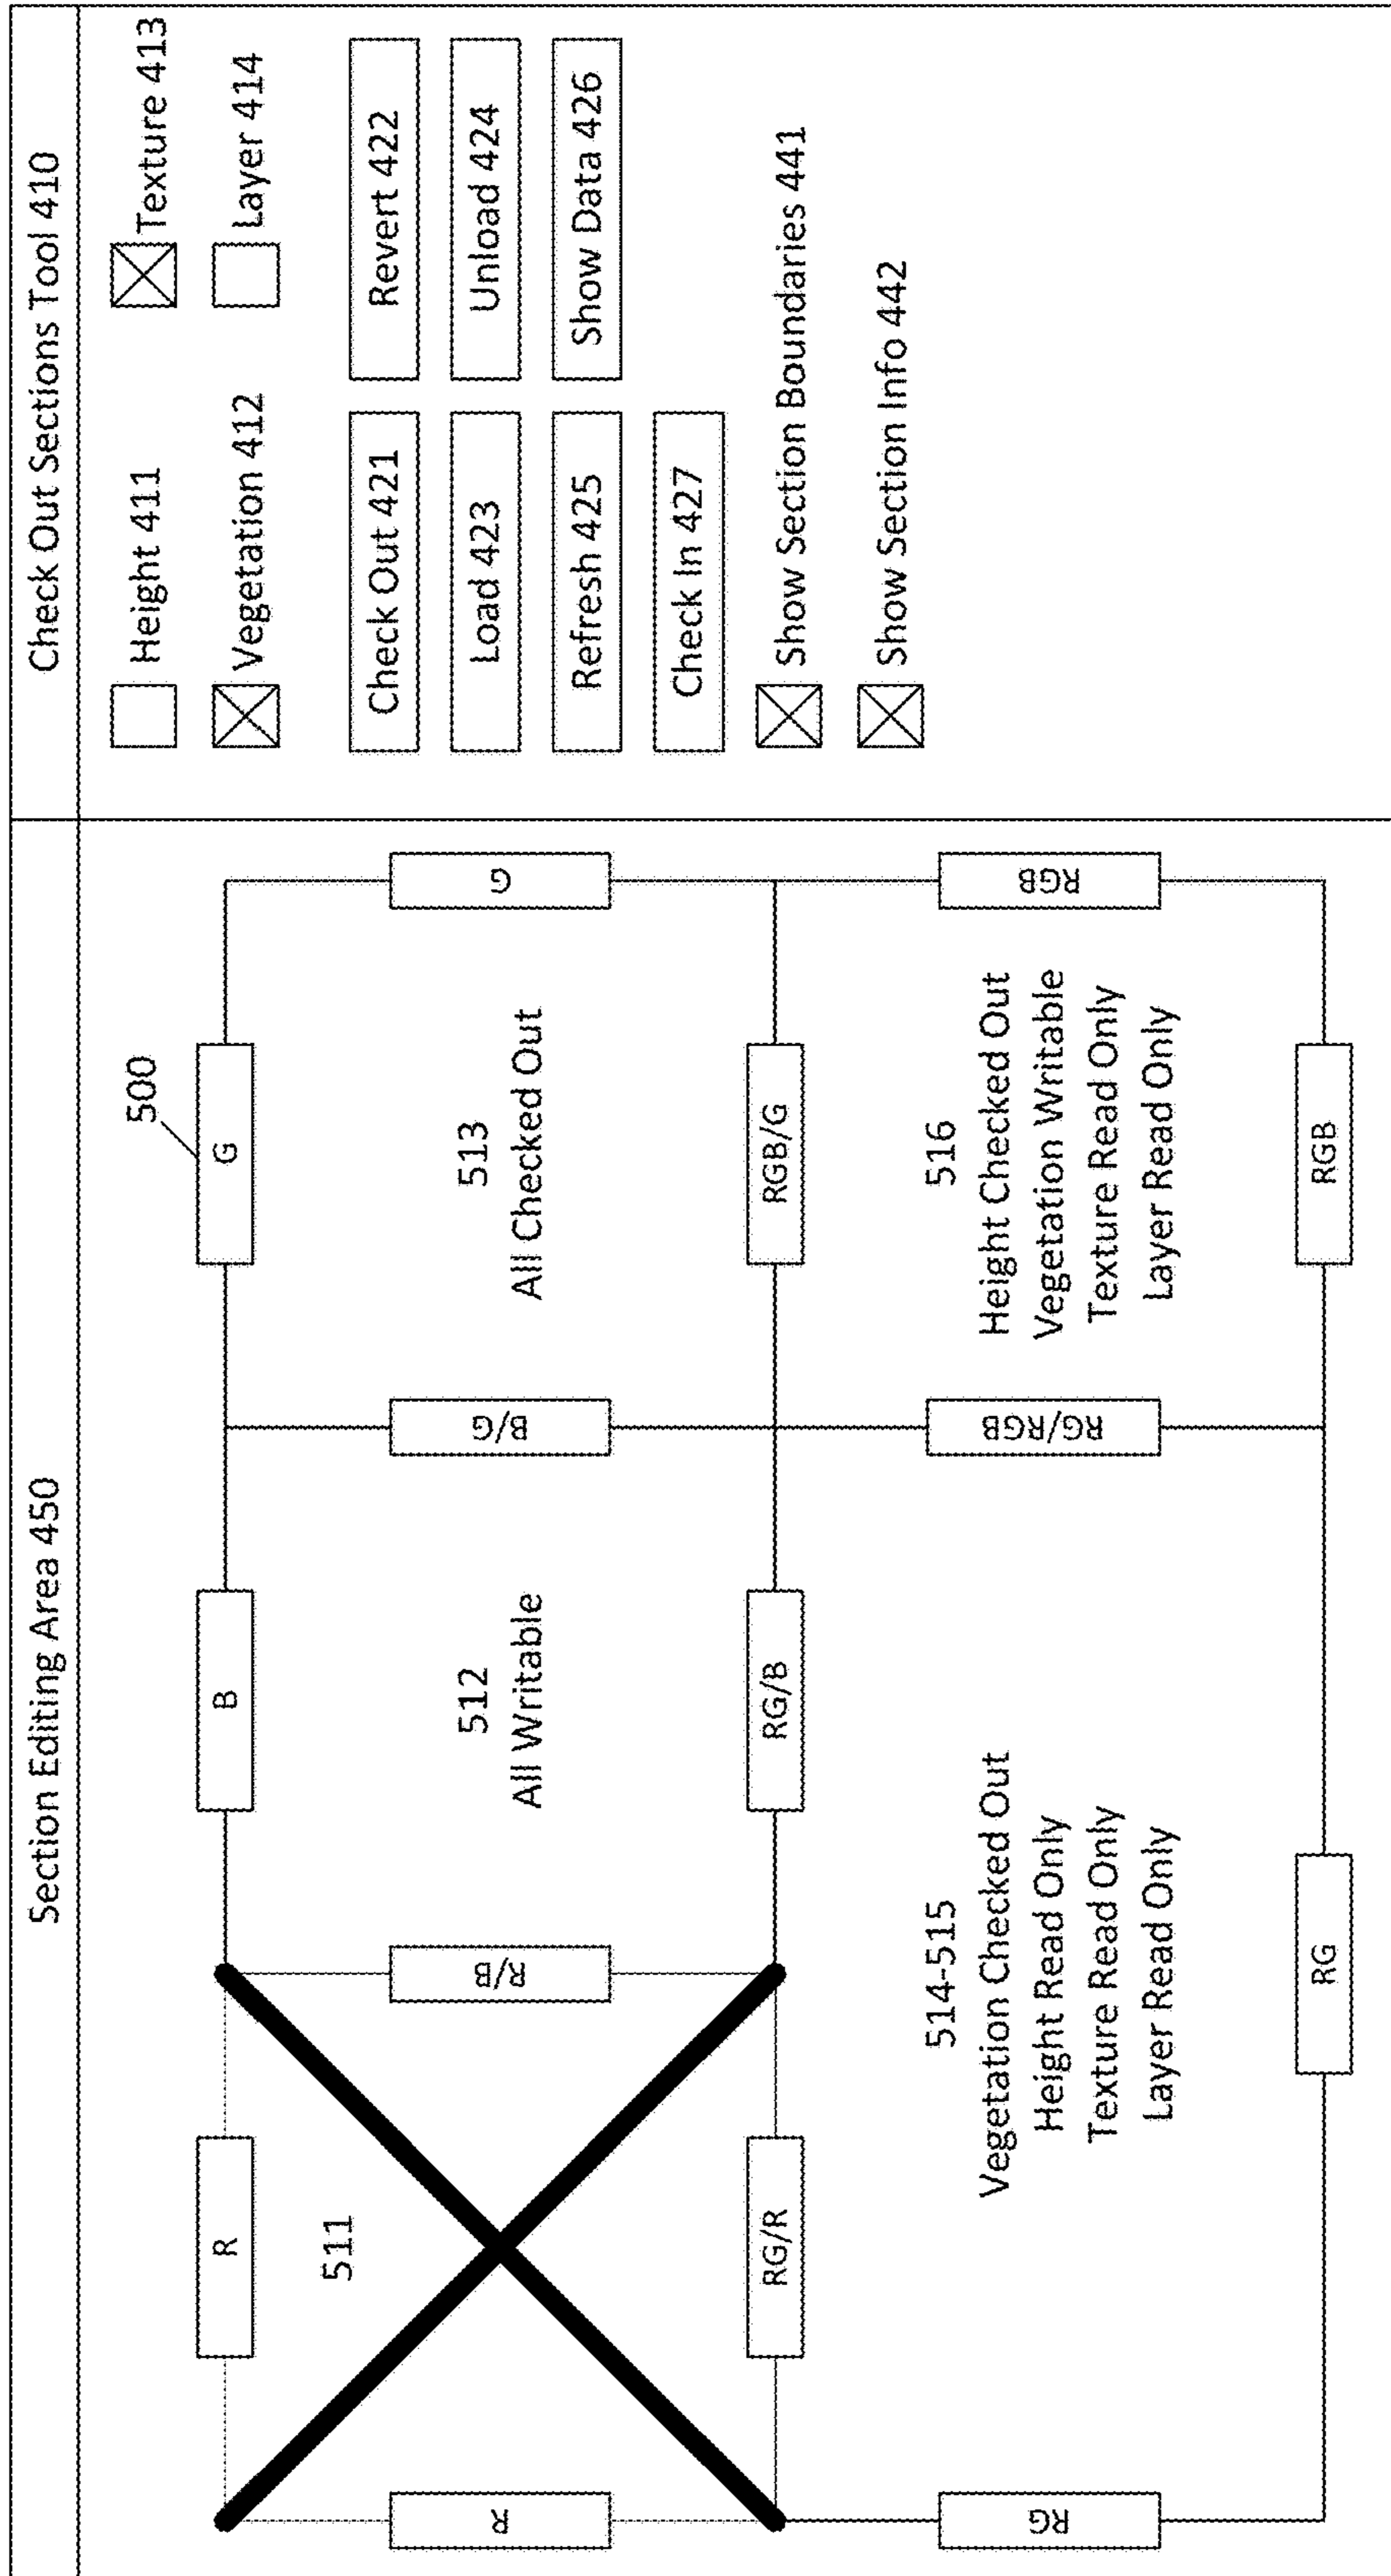 Section Editing Area 450
Check Out Sections Tool 410
R
B
G
500
R
R/B
B/G
G
511
512
All Writable
513
All Checked Out
RG/R
RG/B
RGB/G
RG
RG/RGB
RGB
514-515
Vegetation Checked Out
Height Read Only
Texture Read Only
Layer Read Only
516
Height Checked Out
Vegetation Writable
Texture Read Only
Layer Read Only
RG
RGB
Height 411
Texture 413
Vegetation 412
Layer 414
Check Out 421
Revert 422
Load 423
Unload 424
Refresh 425
Show Data 426
Check In 427
Show Section Boundaries 441
Show Section Info 442